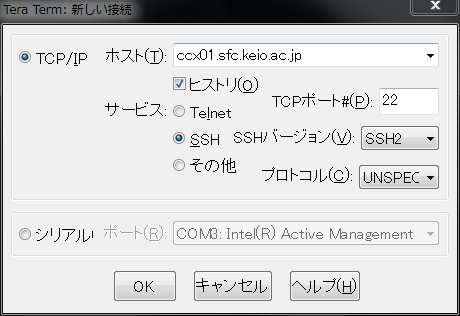 Tera Term: 新しい接続
TCP/IP
ホスト(T): ccx01.sfc.keio.ac.jp
ヒストリ(O)
サービス: Telnet
TCPポート#(P): 22
SSH
SSHバージョン(V): SSH2
その他
プロトコル(C): UNSPEC
シリアル
ポート(R): COM3: Intel(R) Active Management
OK キャンセル ヘルプ(H)